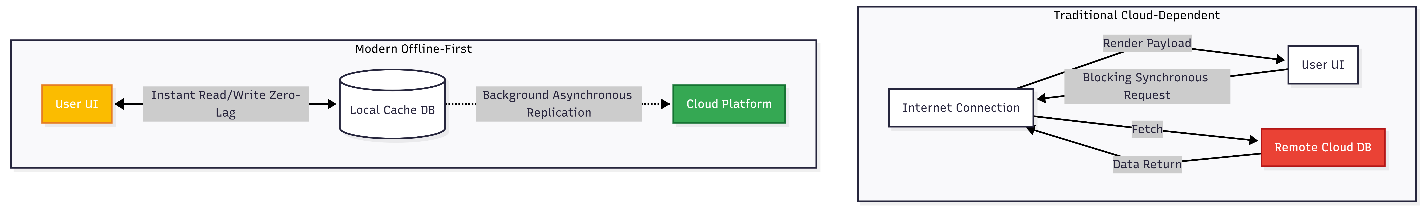 Modern Offline-First
User UI
Instant Read/Write Zero-
Lag
Local Cache DB
Background Asynchronous
Replication
Cloud Platform
Traditional Cloud-Dependent
Render Payload
User UI
Blocking Synchronous
Request
Internet Connection
Fetch
Remote Cloud DB
Data Return